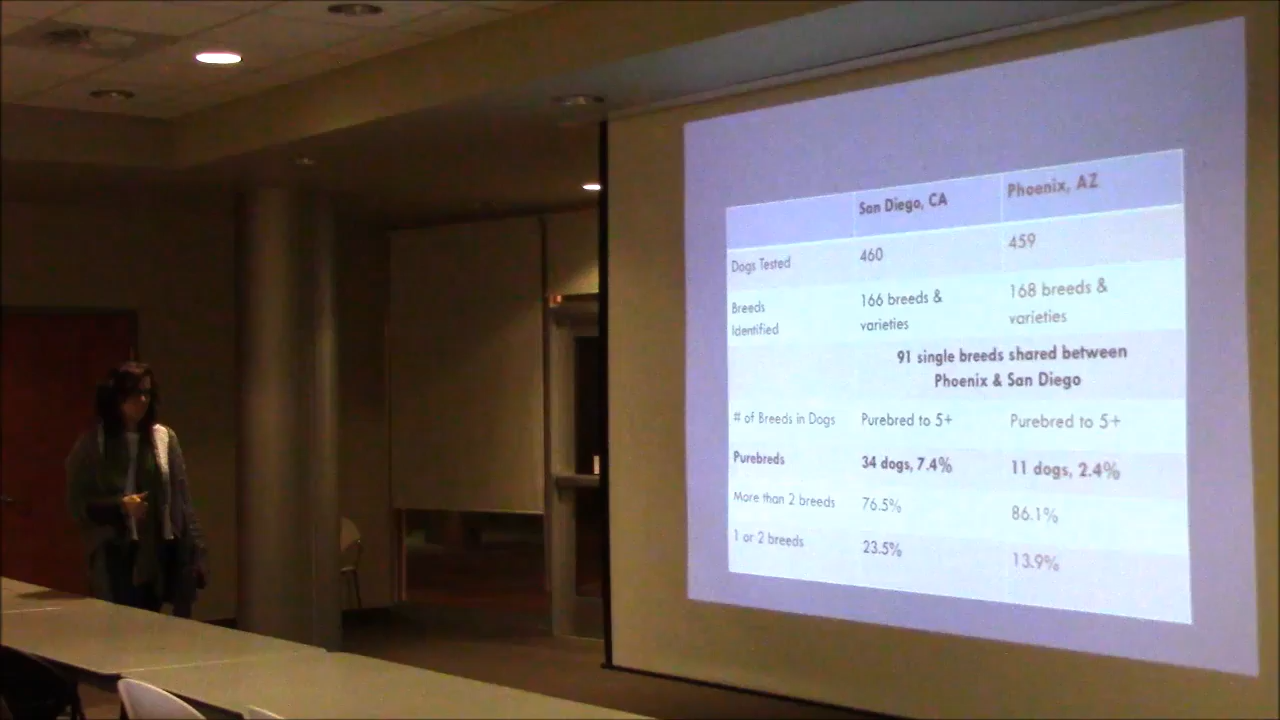 San Diego, CA Phoenix, AZ
Dogs Tested 460 459
Breeds Identified 166 breeds & varieties 168 breeds & varieties
91 single breeds shared between
Phoenix & San Diego
# of Breeds in Dogs Purebred to 5+ Purebred to 5+
Purebreds 34 dogs, 7.4% 11 dogs, 2.4%
More than 2 breeds 76.5% 86.1%
1 or 2 breeds 23.5% 13.9%